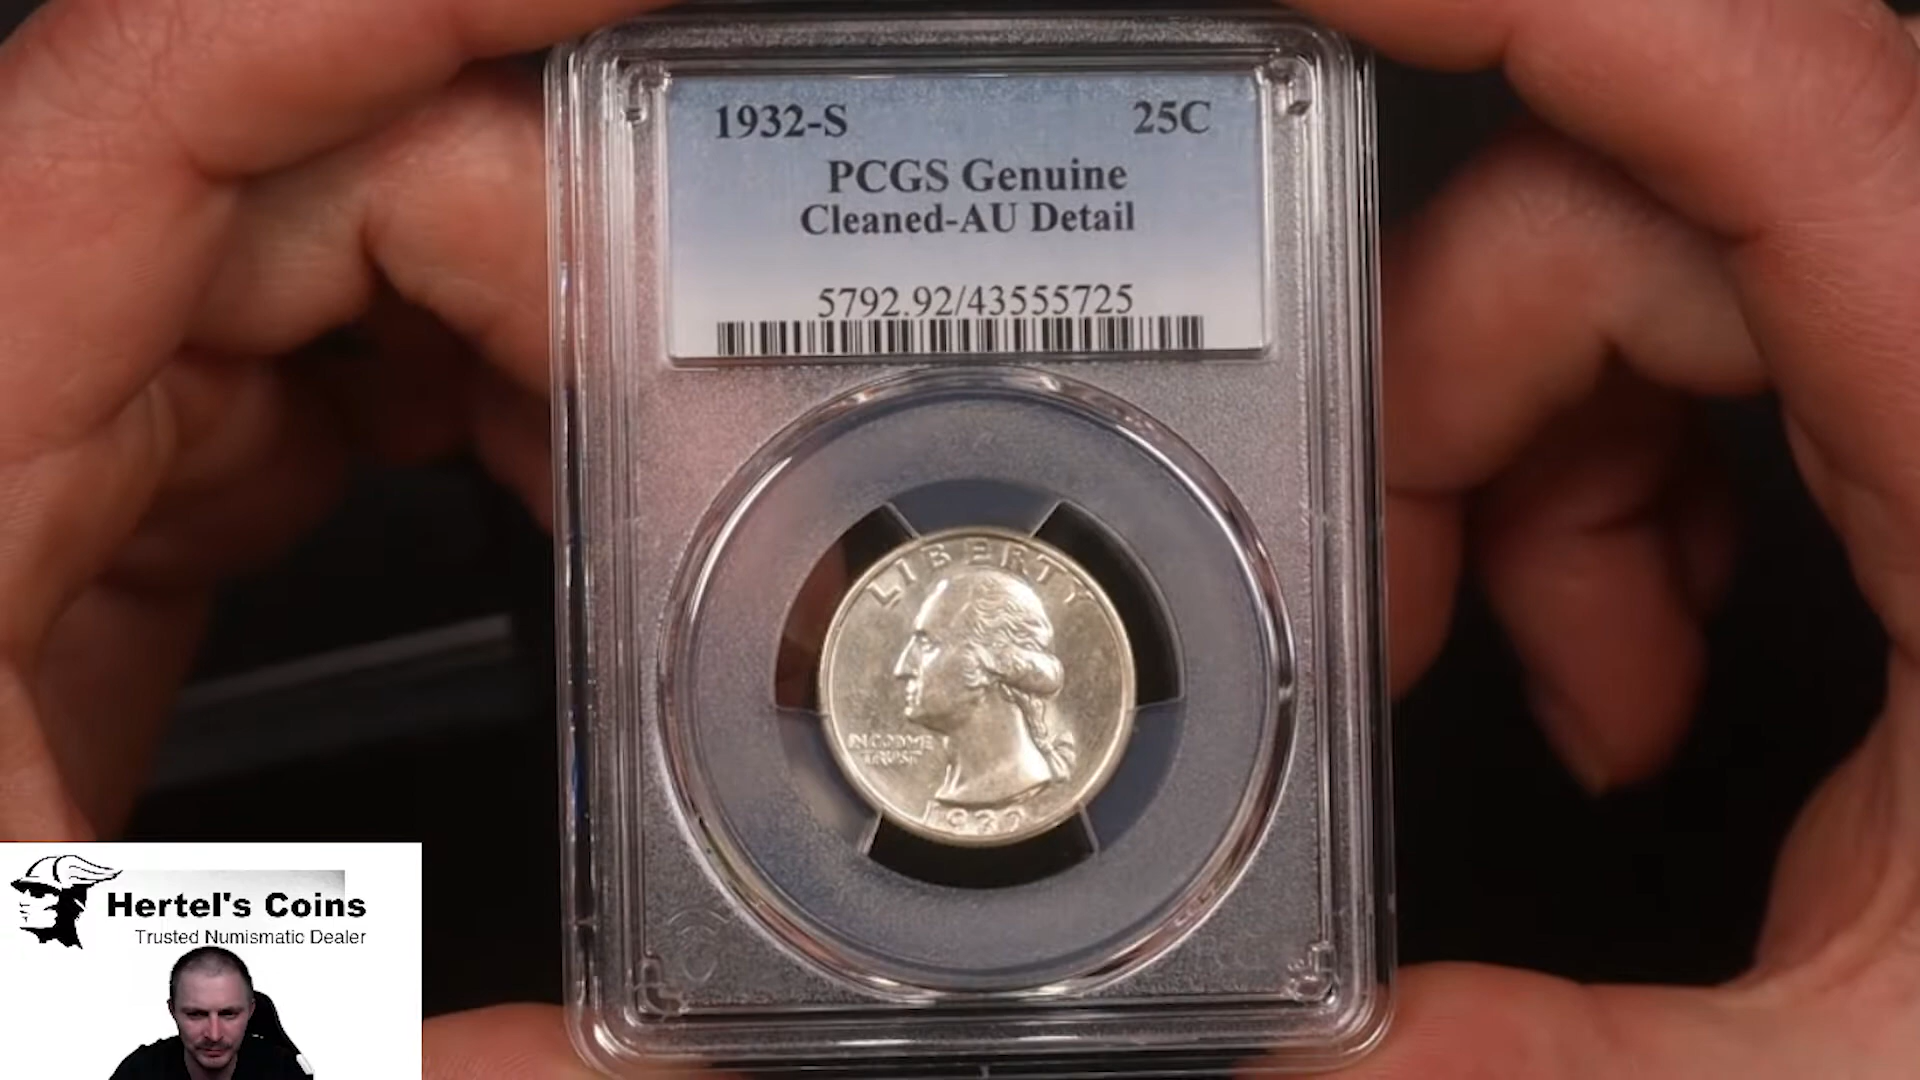 1932-S 25C
PCGS Genuine
Cleaned-AU Detail
5792.92/43555725
LIBERTY
IN GOD WE
TRUST
1932
Hertel's Coins
Trusted Numismatic Dealer